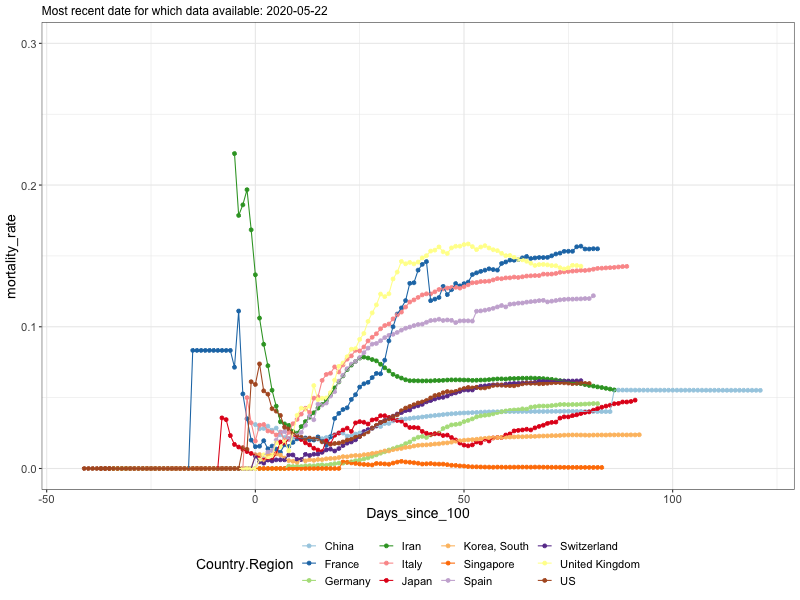 Most recent date for which data available: 2020-05-22
mortality_rate
0.3
0.2
0.1
0.0
-50
0
50
100
Days_since_100
Country.Region
China
Iran
Korea, South
Switzerland
France
Italy
Singapore
United Kingdom
Germany
Japan
Spain
US